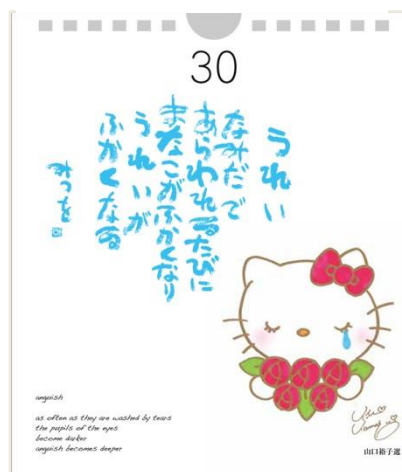 30
うれい
なみだで
あらわれるたびに
まなこがふかくなり
うれいが
ふかくなる
みつを
anguish
as often as they are washed by tears
the pupils of the eyes
become darker
anguish becomes deeper
山口裕子選